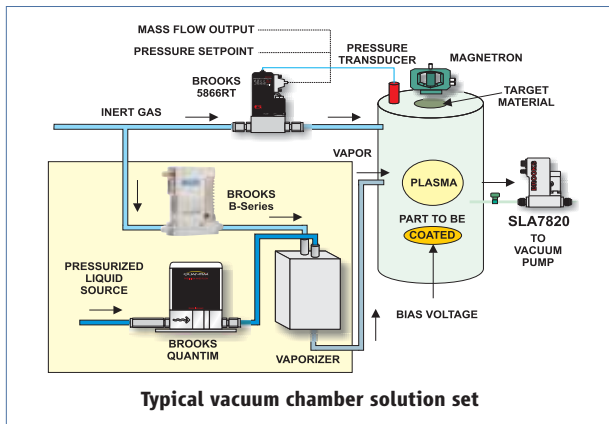 MASS FLOW OUTPUT
PRESSURE SETPOINT
BROOKS
5866RT
PRESSURE
TRANSDUCER
MAGNETRON
TARGET
MATERIAL
INERT GAS
VAPOR
BROOKS
B-Series
PLASMA
SLA7820
TO
VACUUM
PUMP
PART TO BE
COATED
PRESSURIZED
LIQUID
SOURCE
BROOKS
QUANTIM
VAPORIZER
BIAS VOLTAGE
Typical vacuum chamber solution set